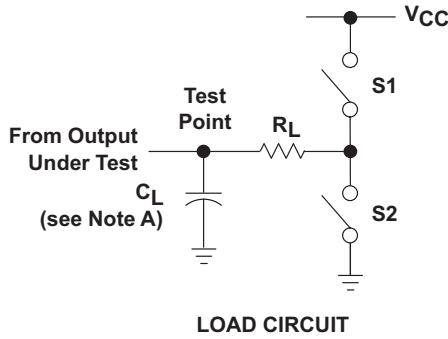 VCC
S1
Test
Point
RL
From Output
Under Test
CL
(see Note A)
S2
LOAD CIRCUIT